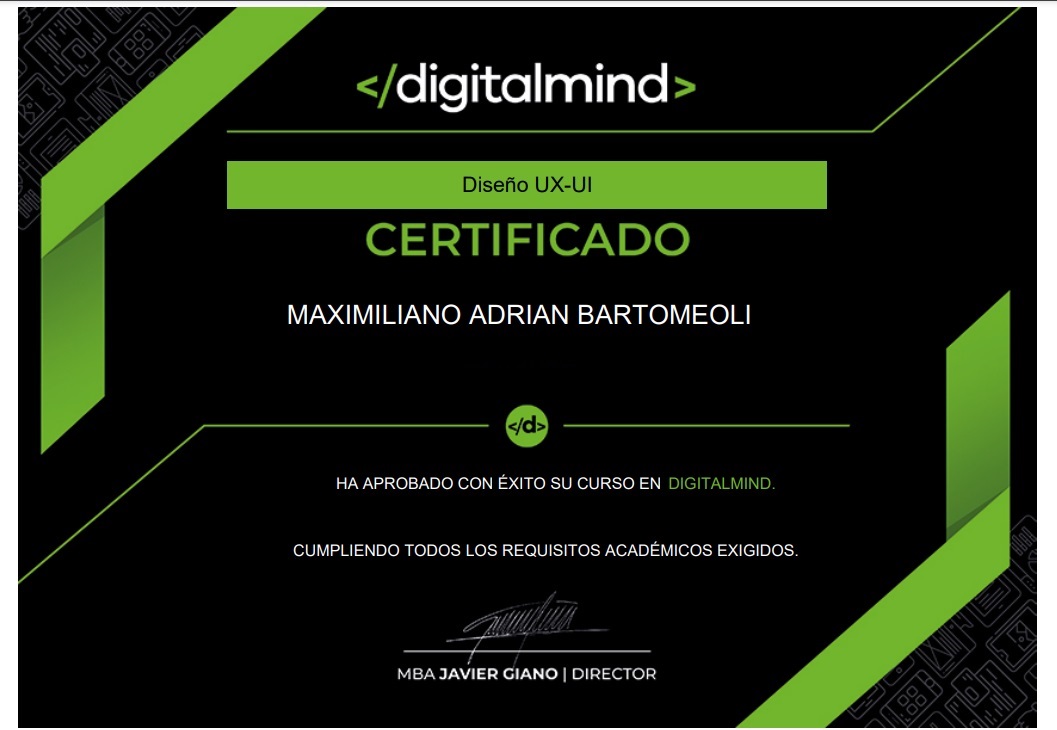 </digitalmind>
Diseño UX-UI
CERTIFICADO
MAXIMILIANO ADRIAN BARTOMEOLI
</d>
HA APROBADO CON ÉXITO SU CURSO EN DIGITALMIND.
CUMPLIENDO TODOS LOS REQUISITOS ACADÉMICOS EXIGIDOS.
MBA JAVIER GIANO | DIRECTOR